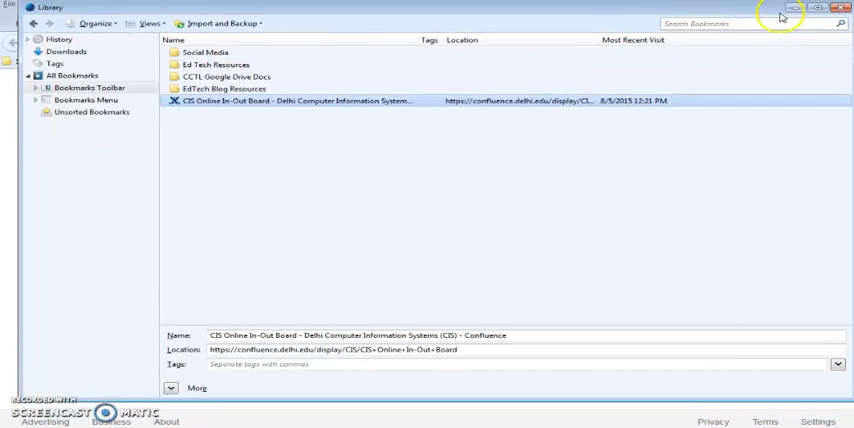 Library
Organize Views Import and Backup Search Bookmarks
History Name Tags Location Most Recent Visit
Downloads Social Media
Tags Ed Tech Resources
All Bookmarks CCTL Google Drive Docs
Bookmarks Toolbar EdTech Blog Resources
Bookmarks Menu CIS Online In-Out Board - Delhi Computer Information System... https://confluence.delhi.edu/display/CI... 8/5/2015 12:21 PM
Unsorted Bookmarks
Name: CIS Online In-Out Board - Delhi Computer Information Systems (CIS) - Confluence
Location: https://confluence.delhi.edu/display/CIS/CIS+Online+In-Out+Board
Tags: Separate tags with commas
More
RECORDED WITH
SCREENCAST MATIC
Advertising Business About Privacy Terms Settings